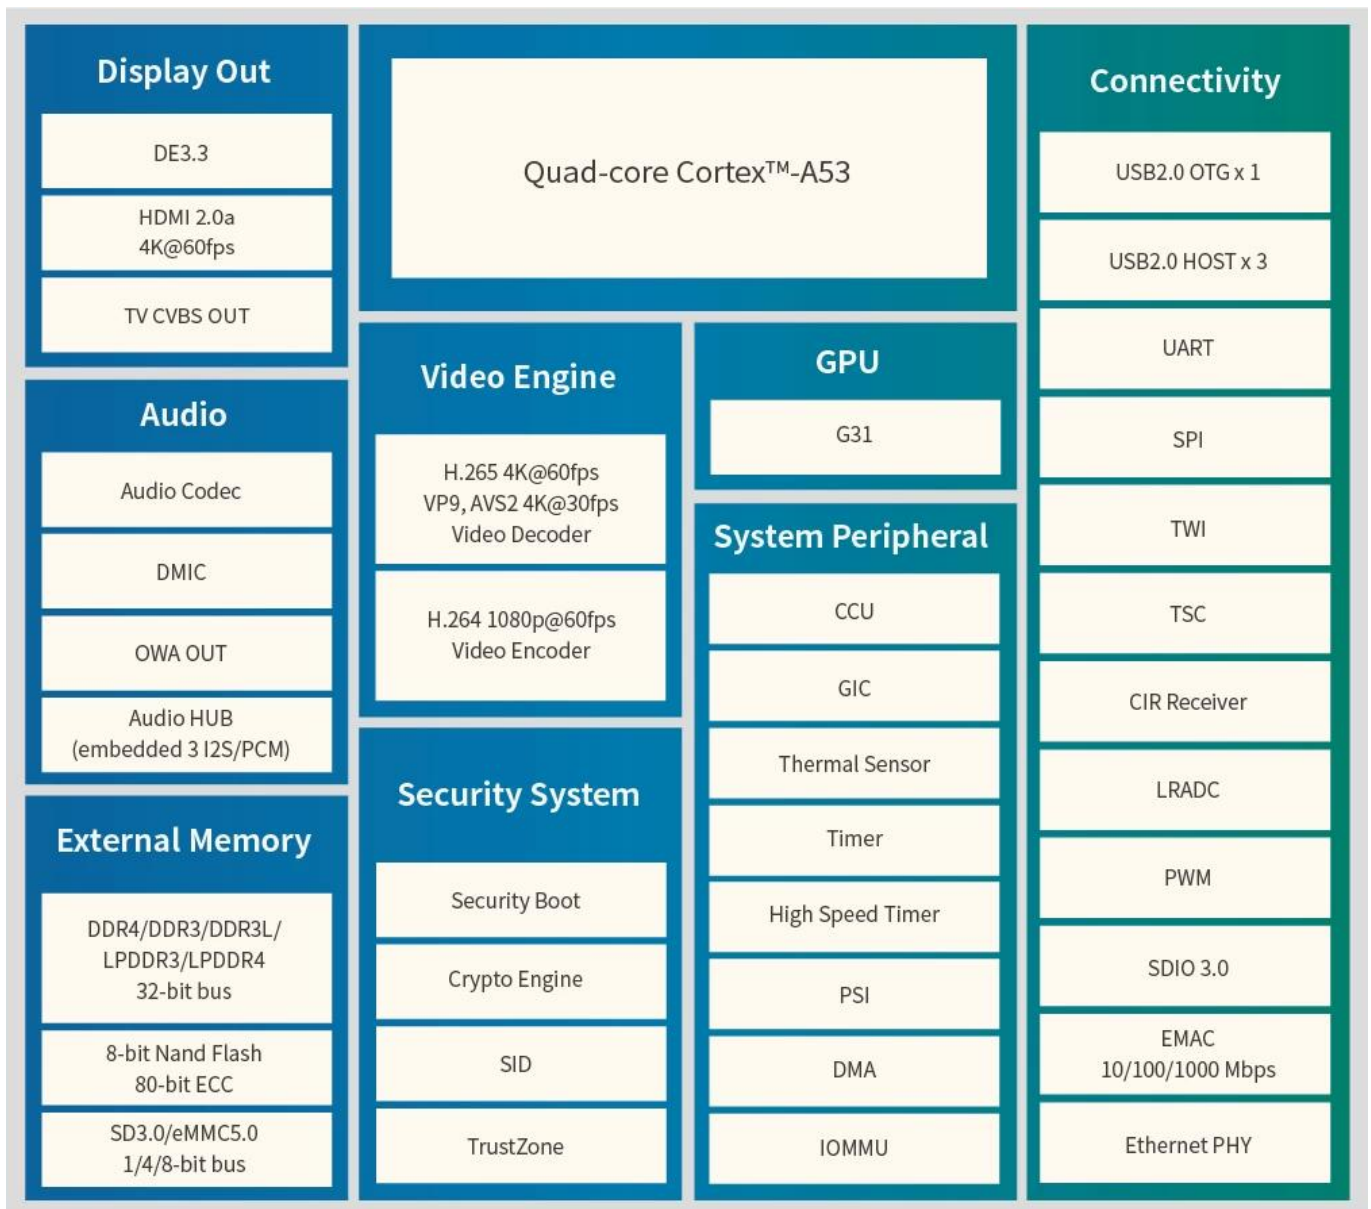 Display Out
DE3.3
HDMI 2.0a
4K@60fps
TV CVBS OUT
Audio
Audio Codec
DMIC
OWA OUT
Audio HUB
(embedded 3 I2S/PCM)
External Memory
DDR4/DDR3/DDR3L/
LPDDR3/LPDDR4
32-bit bus
8-bit Nand Flash
80-bit ECC
SD3.0/eMMC5.0
1/4/8-bit bus
Quad-core Cortex™-A53
Video Engine
H.265 4K@60fps
VP9, AVS2 4K@30fps
Video Decoder
H.264 1080p@60fps
Video Encoder
Security System
Security Boot
Crypto Engine
SID
TrustZone
GPU
G31
System Peripheral
CCU
GIC
Thermal Sensor
Timer
High Speed Timer
PSI
DMA
IOMMU
Connectivity
USB2.0 OTG x 1
USB2.0 HOST x 3
UART
SPI
TWI
TSC
CIR Receiver
LRADC
PWM
SDIO 3.0
EMAC
10/100/1000 Mbps
Ethernet PHY